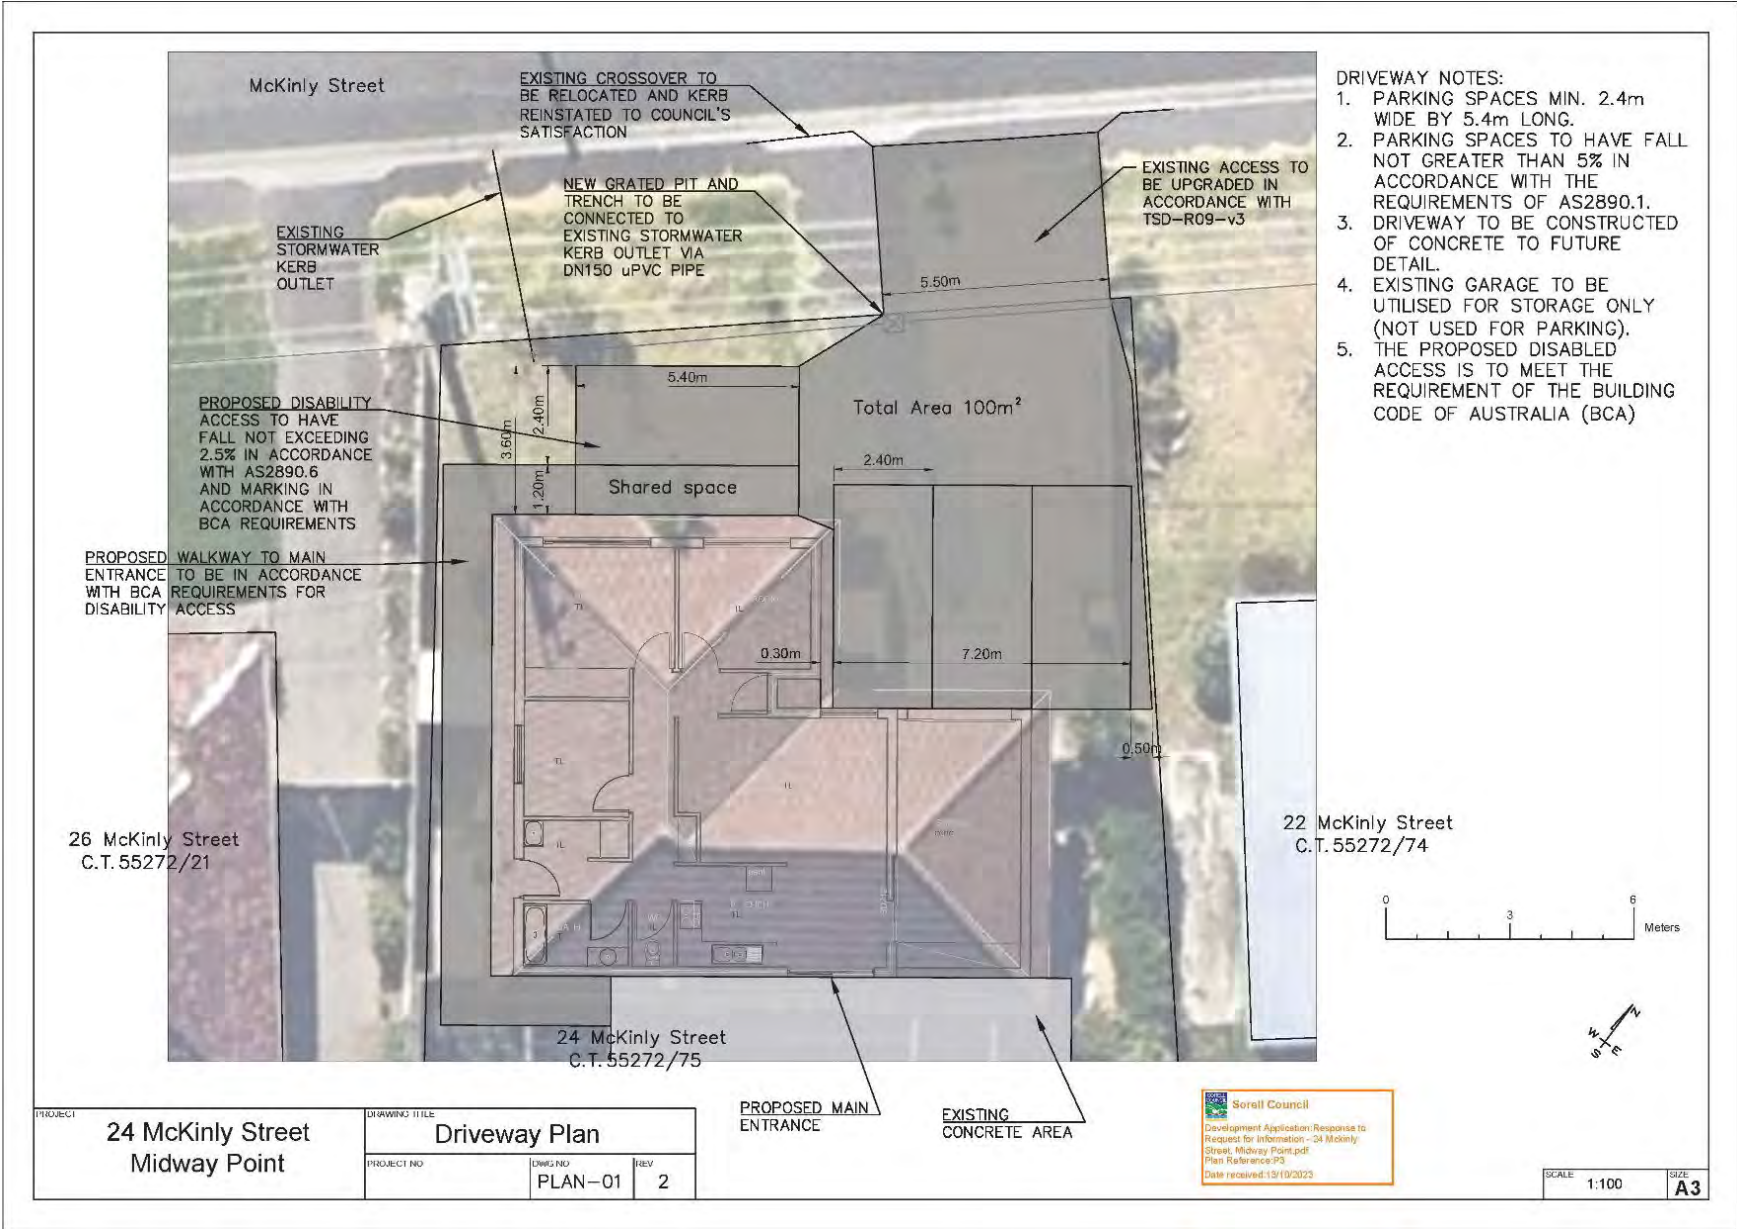 McKinly Street
EXISTING CROSSOVER TO
BE RELOCATED AND KERB
REINSTATED TO COUNCIL'S
SATISFACTION
NEW GRATED PIT AND
TRENCH TO BE
CONNECTED TO
EXISTING STORMWATER
KERB OUTLET VIA
DN150 uPVC PIPE
EXISTING
STORMWATER
KERB
OUTLET
EXISTING ACCESS TO
BE UPGRADED IN
ACCORDANCE WITH
TSD-R09-v3
DRIVEWAY NOTES:
1. PARKING SPACES MIN. 2.4m
WIDE BY 5.4m LONG.
2. PARKING SPACES TO HAVE FALL
NOT GREATER THAN 5% IN
ACCORDANCE WITH THE
REQUIREMENTS OF AS2890.1.
3. DRIVEWAY TO BE CONSTRUCTED
OF CONCRETE TO FUTURE
DETAIL.
4. EXISTING GARAGE TO BE
UTILISED FOR STORAGE ONLY
(NOT USED FOR PARKING).
5. THE PROPOSED DISABLED
ACCESS IS TO MEET THE
REQUIREMENT OF THE BUILDING
CODE OF AUSTRALIA (BCA)
5.50m
5.40m
2.40m
3.60m
1.20m
Total Area 100m²
2.40m
Shared space
PROPOSED DISABILITY
ACCESS TO HAVE
FALL NOT EXCEEDING
2.5% IN ACCORDANCE
WITH AS2890.6
AND MARKING IN
ACCORDANCE WITH
BCA REQUIREMENTS
PROPOSED WALKWAY TO MAIN
ENTRANCE TO BE IN ACCORDANCE
WITH BCA REQUIREMENTS FOR
DISABILITY ACCESS
0.30m
7.20m
0.50m
TL
IL
TL
IL
IL
26 McKinly Street
C.T.55272/21
22 McKinly Street
C.T.55272/74
24 McKinly Street
C.T.55272/75
0 3 6
Meters
N
W
S
E
PROPOSED MAIN
ENTRANCE
EXISTING
CONCRETE AREA
Sorell Council
Development Application: Response to
Request for Information - 24 Mckinly
Street, Midway Point.pdf
Plan Reference:P3
Date received:13/10/2023
PROJECT
24 McKinly Street
Midway Point
DRAWING TITLE
Driveway Plan
PROJECT NO
DWG NO
PLAN-01
REV
2
SCALE
1:100
SIZE
A3